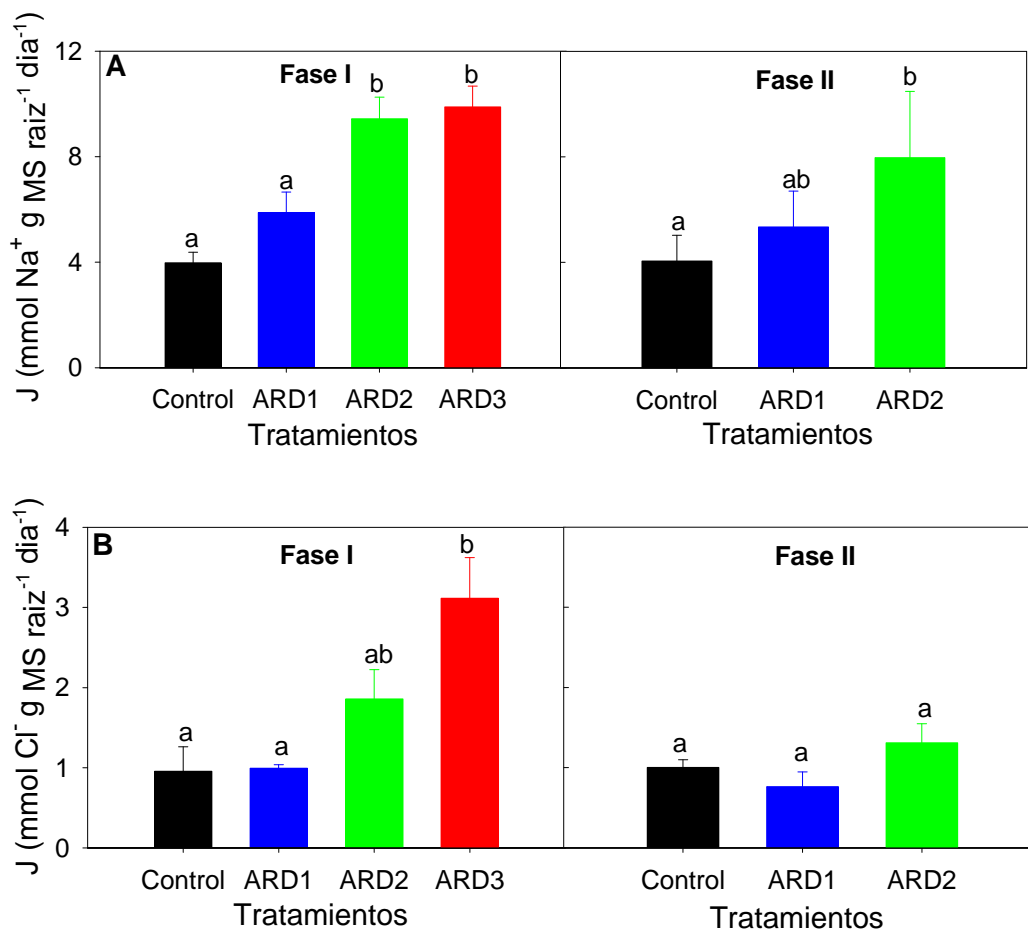 A
Fase I
Fase II
J (mmol Na+ g MS raiz-1 dia-1)
12
8
4
0
a
a
b
b
a
ab
b
Control ARD1 ARD2 ARD3
Control ARD1 ARD2
Tratamientos
Tratamientos
B
Fase I
Fase II
J (mmol Cl- g MS raiz-1 dia-1)
4
3
2
1
0
a
a
ab
b
a
a
a
Control ARD1 ARD2 ARD3
Control ARD1 ARD2
Tratamientos
Tratamientos